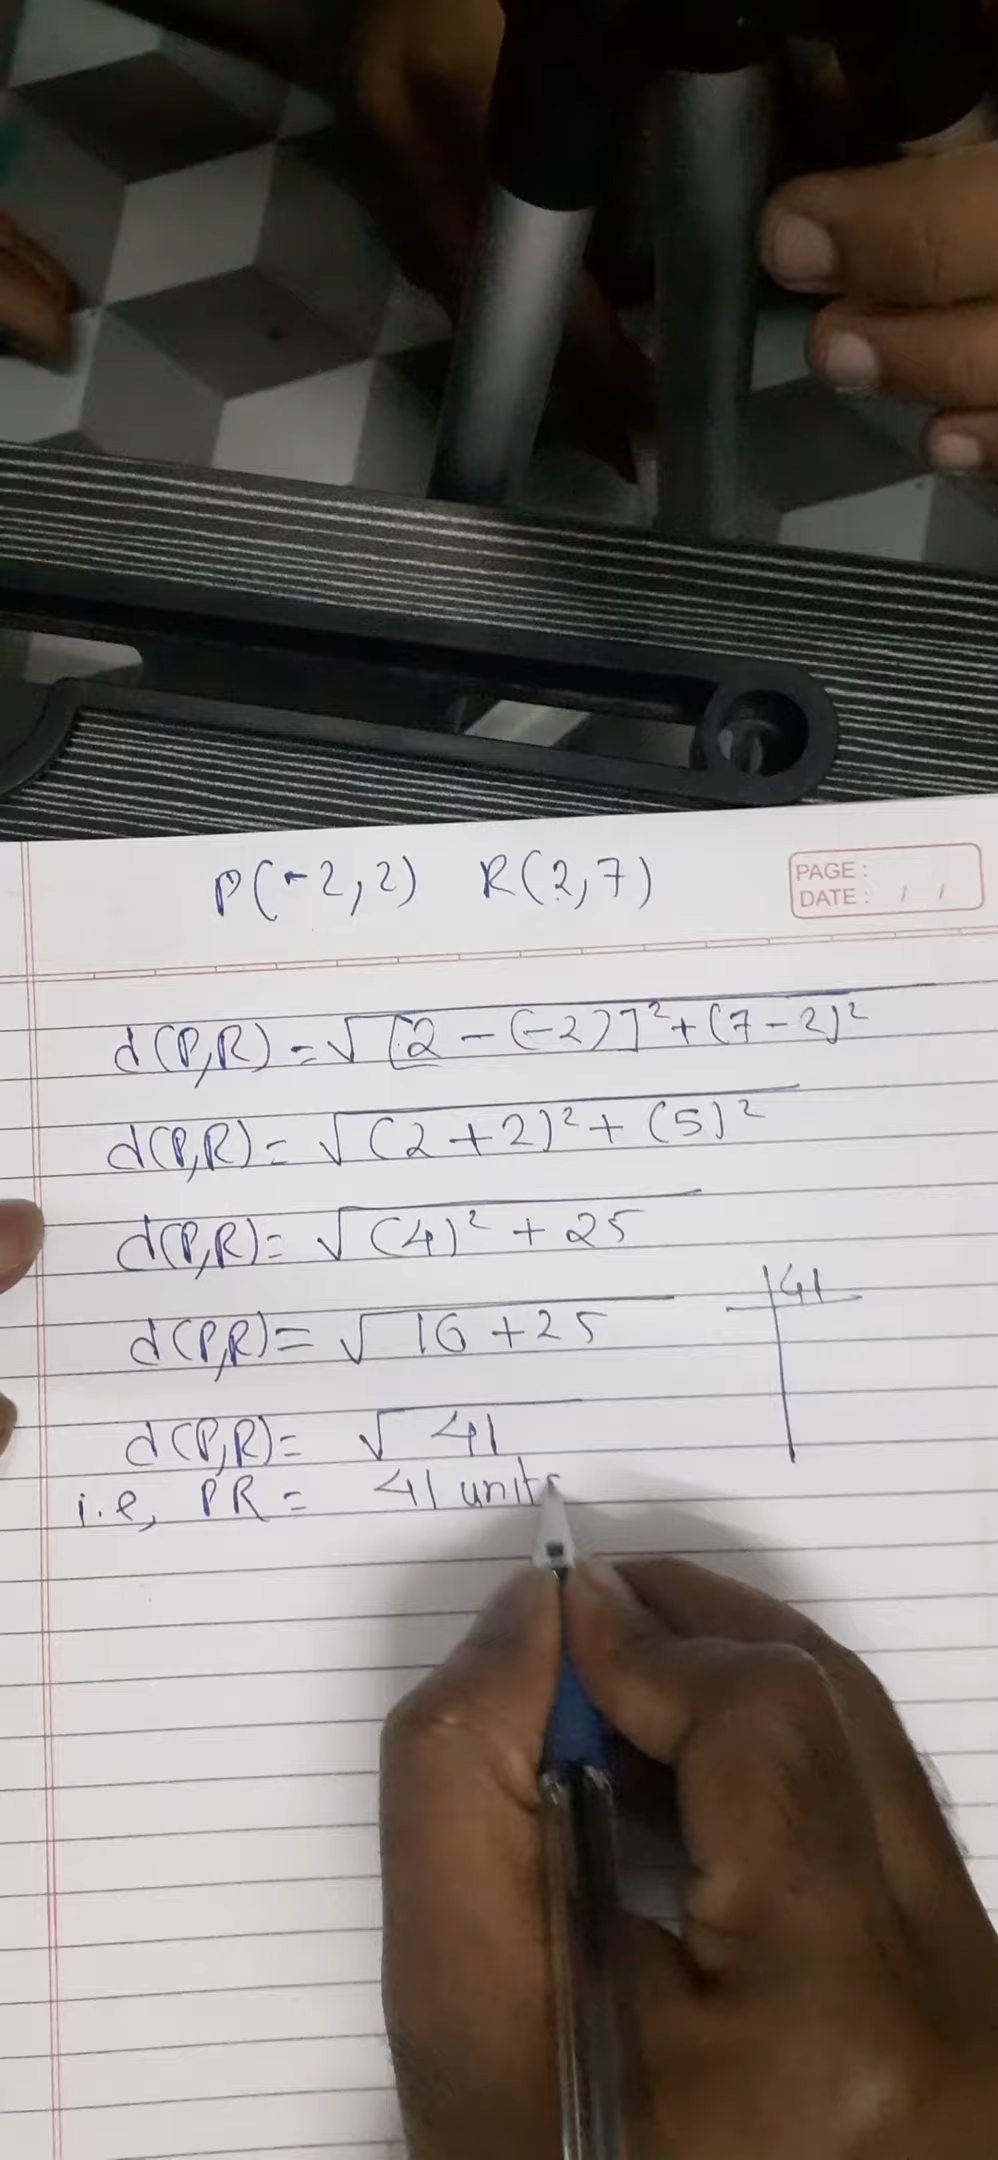 P(-2,2) R(2,7)
PAGE :
DATE : / /
d(P,R) = √[2-(-2)]²+(7-2)²
d(P,R) = √(2+2)²+(5)²
d(P,R) = √(4)²+25
41
d(P,R) = √16+25
d(P,R) = √41
i.e, PR = 41 units